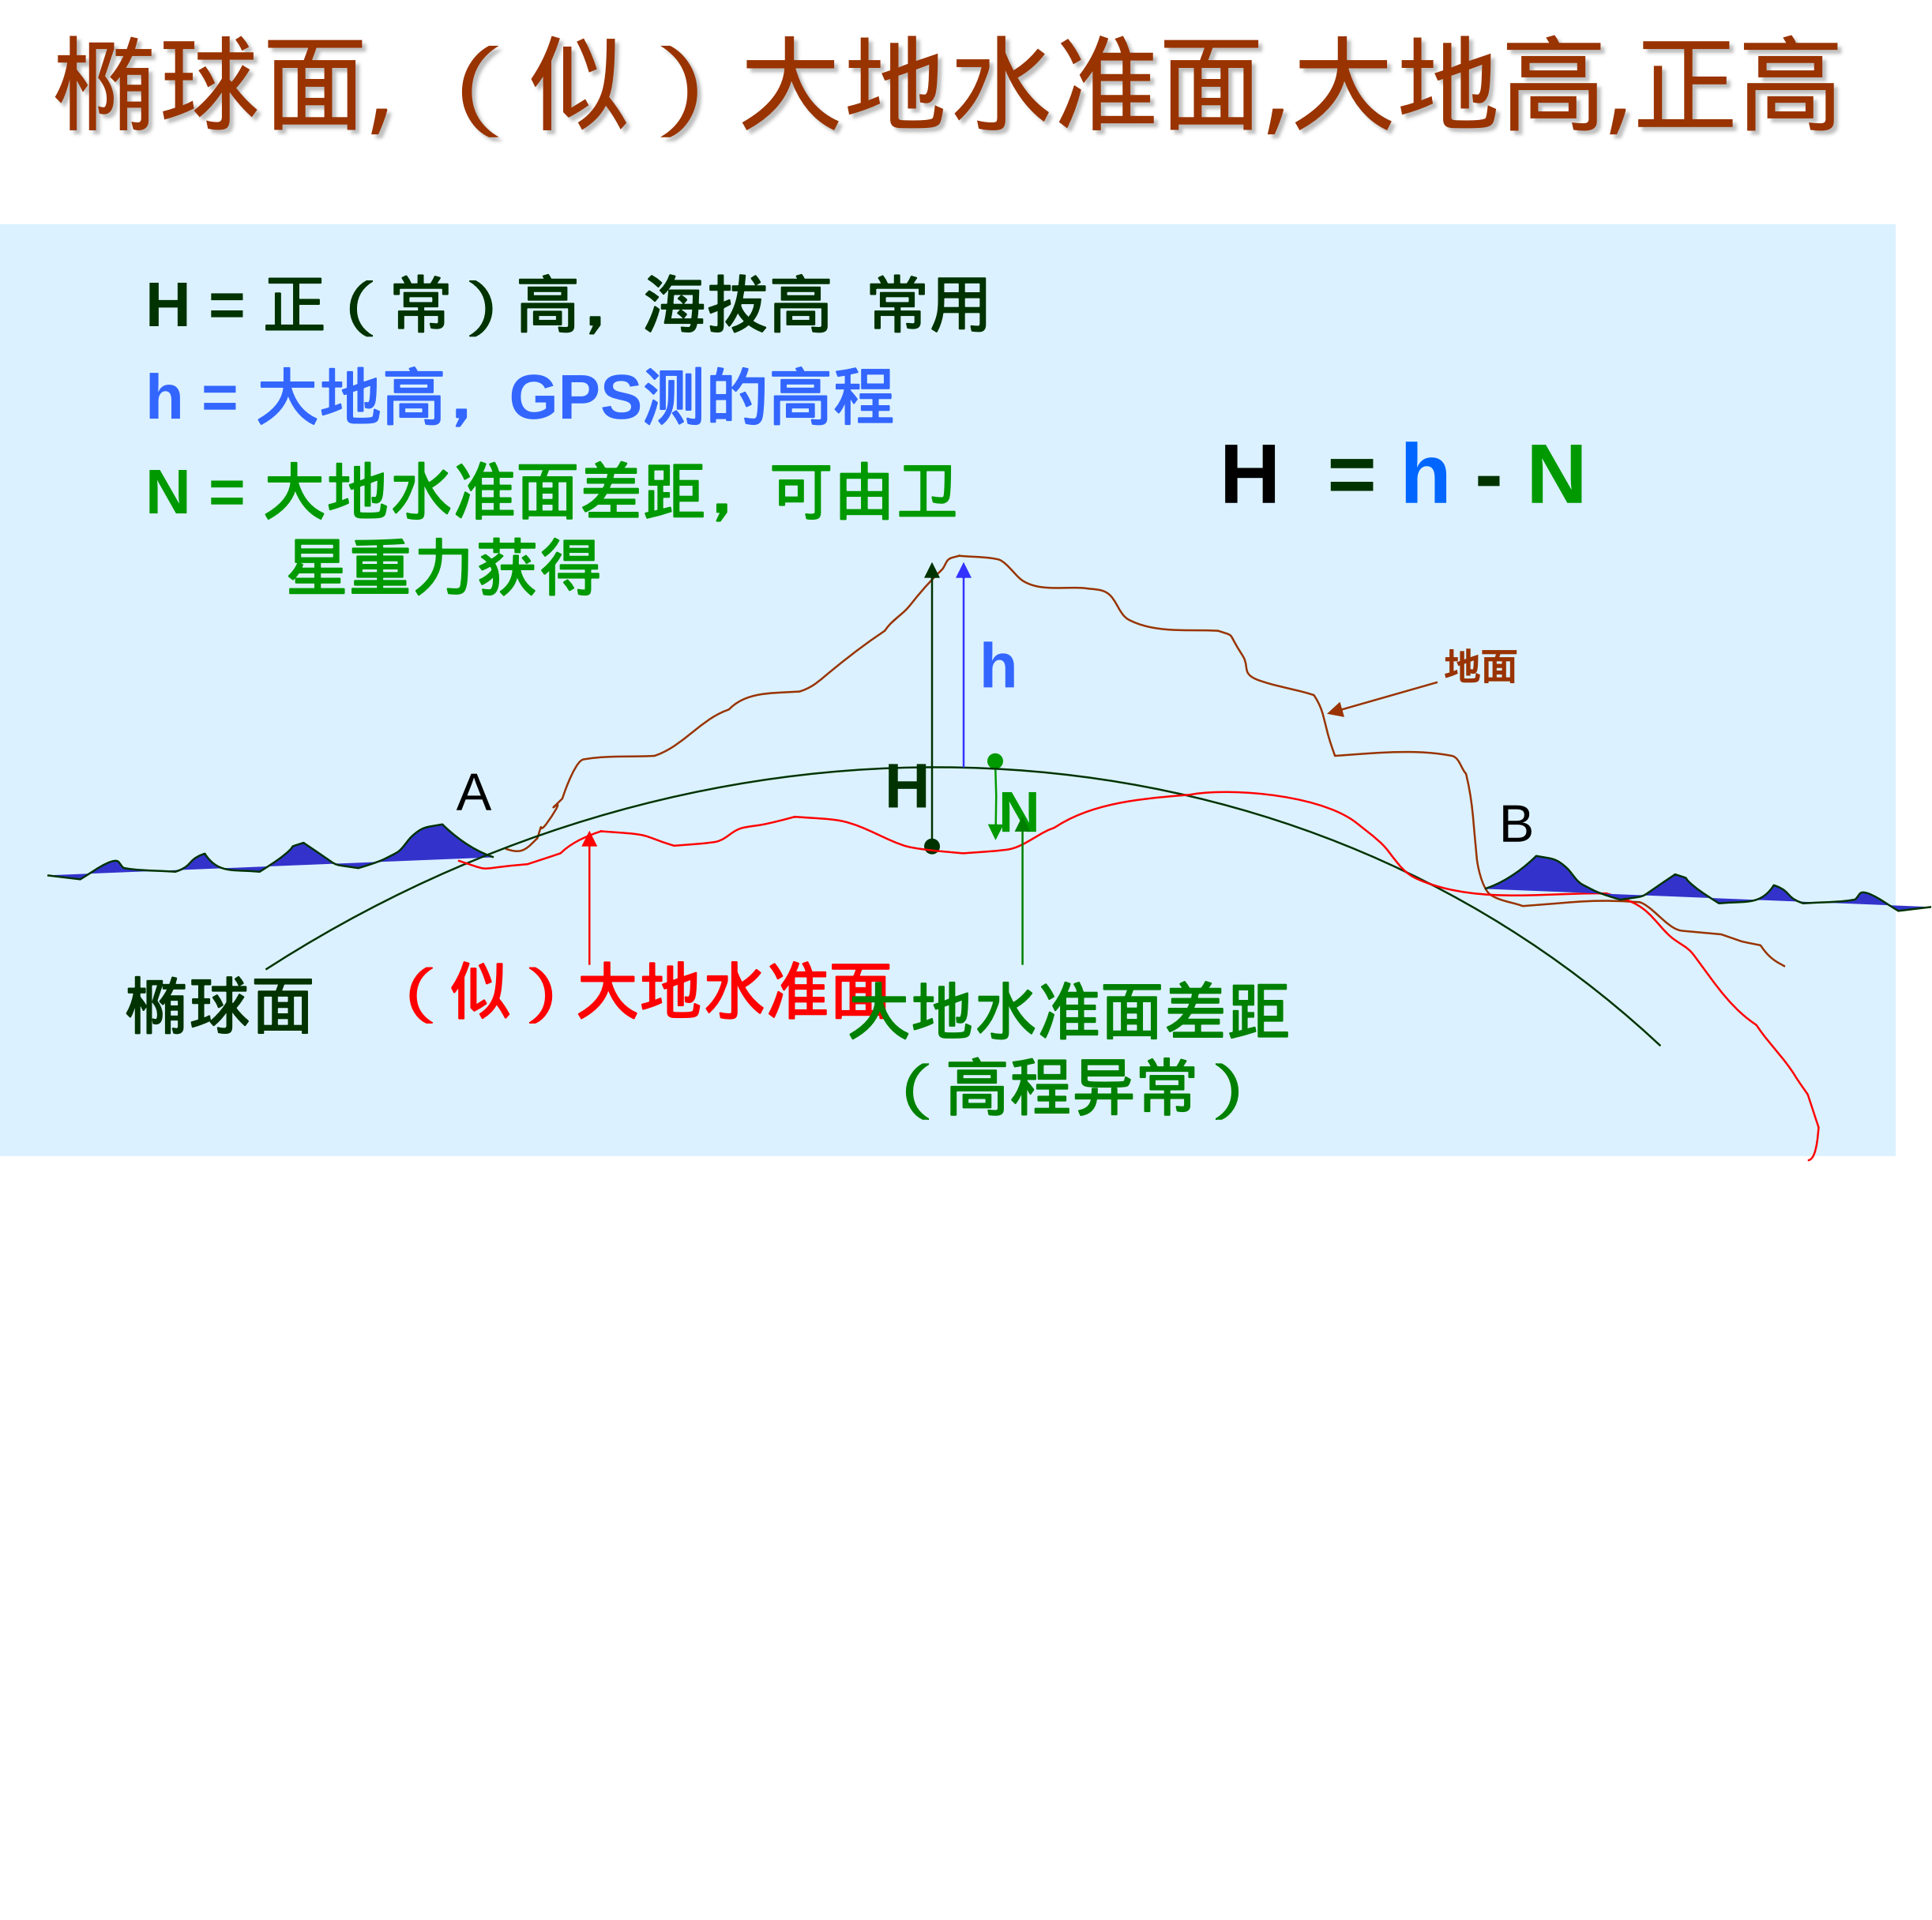 椭球面,（似）大地水准面,大地高,正高
H = 正（常）高，海拔高 常用
h = 大地高，GPS测的高程
N = 大地水准面差距，可由卫
星重力获得
H = h - N
h
地面
H
A
N
B
椭球面
（似）大地水准面
大地水准面差距
（高程异常）